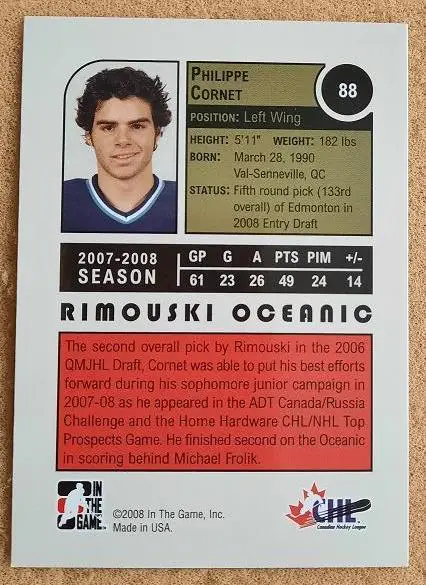 PHILIPPE
CORNET
88
POSITION: Left Wing
HEIGHT: 5'11" WEIGHT: 182 lbs
BORN: March 28, 1990
Val-Senneville, QC
STATUS: Fifth round pick (133rd
overall) of Edmonton in
2008 Entry Draft
2007-2008
SEASON
GP G A PTS PIM +/-
61 23 26 49 24 14
RIMOUSKI OCEANIC
The second overall pick by Rimouski in the 2006
QMJHL Draft, Cornet was able to put his best efforts
forward during his sophomore junior campaign in
2007-08 as he appeared in the ADT Canada/Russia
Challenge and the Home Hardware CHL/NHL Top
Prospects Game. He finished second on the Oceanic
in scoring behind Michael Frolik.
IN
THE
GAME
©2008 In The Game, Inc.
Made in USA.
CHL
Canadian Hockey League